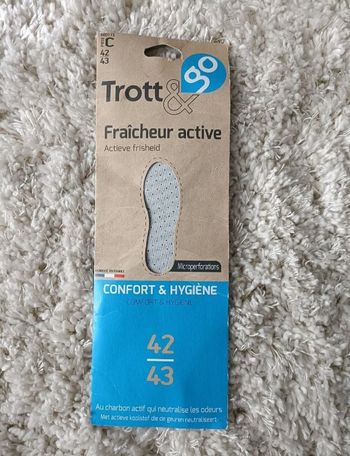 C
42
43
Trott&go
Fraîcheur active
Actieve frisheid
Microperforations
CONFORT & HYGIÈNE
COMFORT & HYGIENE
42
43
Au charbon actif qui neutralise les odeurs
Met actieve koolstof die de geuren neutraliseert